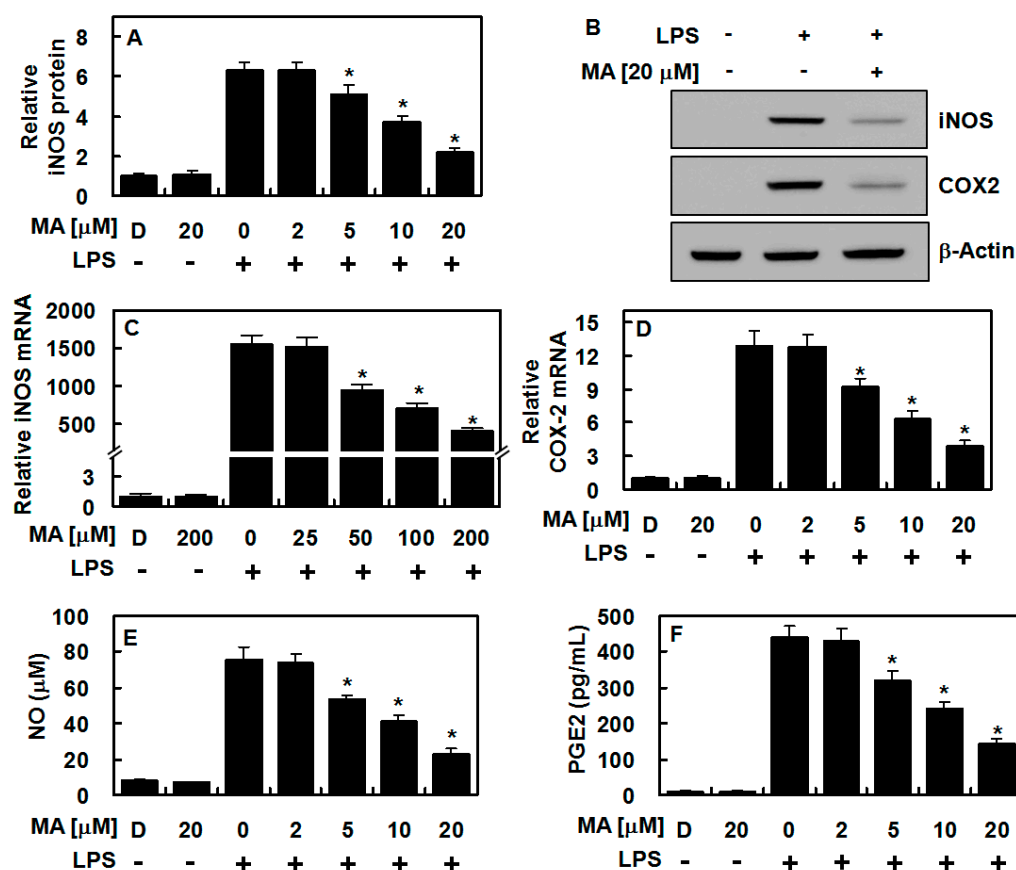 A
Relative
iNOS protein
8
6
4
2
0
* * *
MA [μM] D 20 0 2 5 10 20
LPS - - + + + + +
B
LPS - + +
MA [20 μM] - - +
iNOS
COX2
β-Actin
C
Relative iNOS mRNA
2000
1500
1000
500
3
0
* * *
MA [μM] D 200 0 25 50 100 200
LPS - - + + + + +
D
Relative
COX-2 mRNA
15
12
9
6
3
0
* * *
MA [μM] D 20 0 2 5 10 20
LPS - - + + + + +
E
NO (μM)
100
80
60
40
20
0
* * *
MA [μM] D 20 0 2 5 10 20
LPS - - + + + + +
F
PGE2 (pg/mL)
500
400
300
200
100
0
* * *
MA [μM] D 20 0 2 5 10 20
LPS - - + + + + +